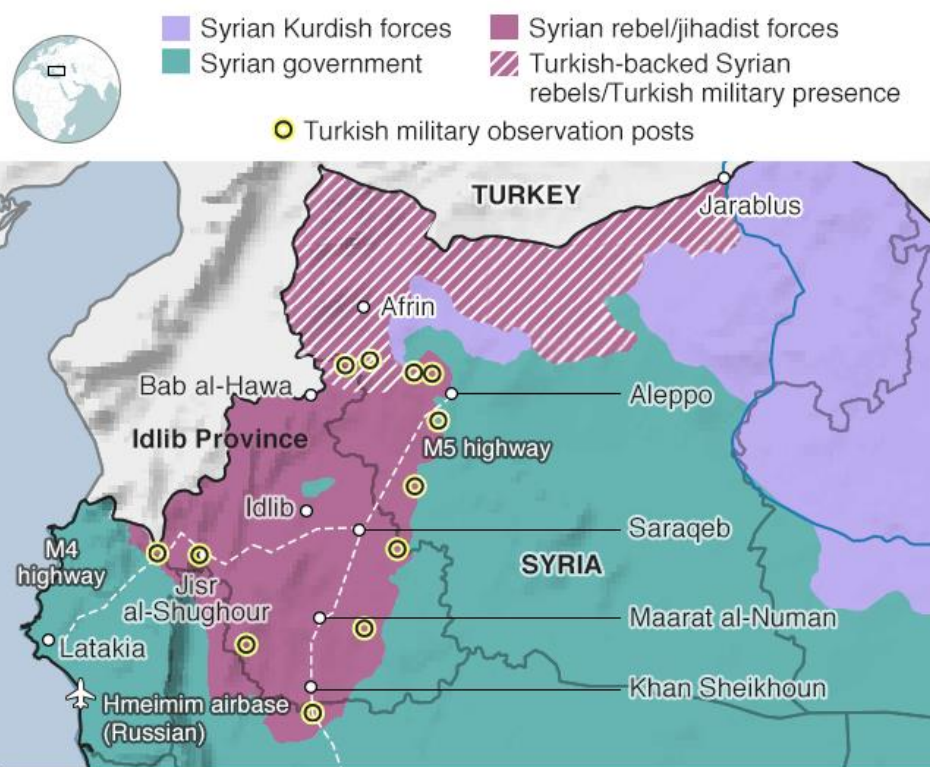 Syrian Kurdish forces
Syrian government
Syrian rebel/jihadist forces
Turkish-backed Syrian
rebels/Turkish military presence
Turkish military observation posts
TURKEY
Jarablus
Afrin
Bab al-Hawa
Aleppo
Idlib Province
M5 highway
Idlib
Saraqeb
M4
highway
SYRIA
Jisr
al-Shughour
Maarat al-Numan
Latakia
Khan Sheikhoun
Hmeimim airbase
(Russian)